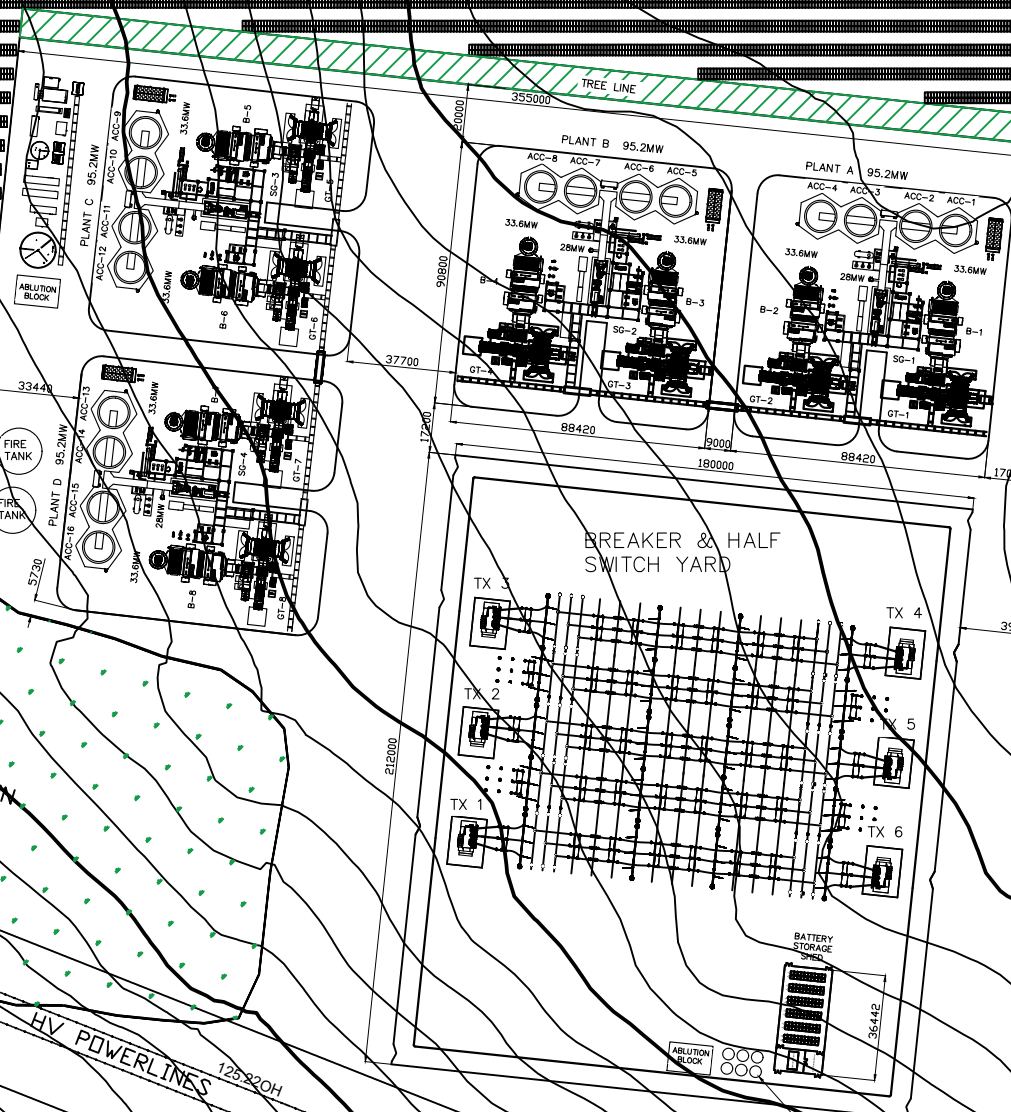 TREE LINE
355000
20000
PLANT B 95.2MW
PLANT A 95.2MW
ACC-8
ACC-7
ACC-6
ACC-5
ACC-4
ACC-3
ACC-2
ACC-1
33.6MW
28MW
33.6MW
33.6MW
28MW
33.6MW
B-3
B-2
B-1
SG-2
SG-1
GT-4
GT-3
GT-2
GT-1
90800
37700
17200
88420
9000
88420
180000
PLANT C 95.2MW
ACC-9
ACC-10
ACC-11
ACC-12
33.6MW
33.6MW
B-5
B-6
SG-3
GT-5
GT-6
ABLUTION
BLOCK
33440
PLANT D 95.2MW
ACC-13
ACC-14
ACC-15
ACC-16
33.6MW
28MW
33.6MW
SG-4
B-8
GT-7
GT-8
FIRE
TANK
FIRE
TANK
5730
BREAKER & HALF
SWITCH YARD
TX 3
TX 4
TX 2
TX 5
TX 1
TX 6
212000
BATTERY
STORAGE
SHED
36442
ABLUTION
BLOCK
HV POWERLINES
125.220H